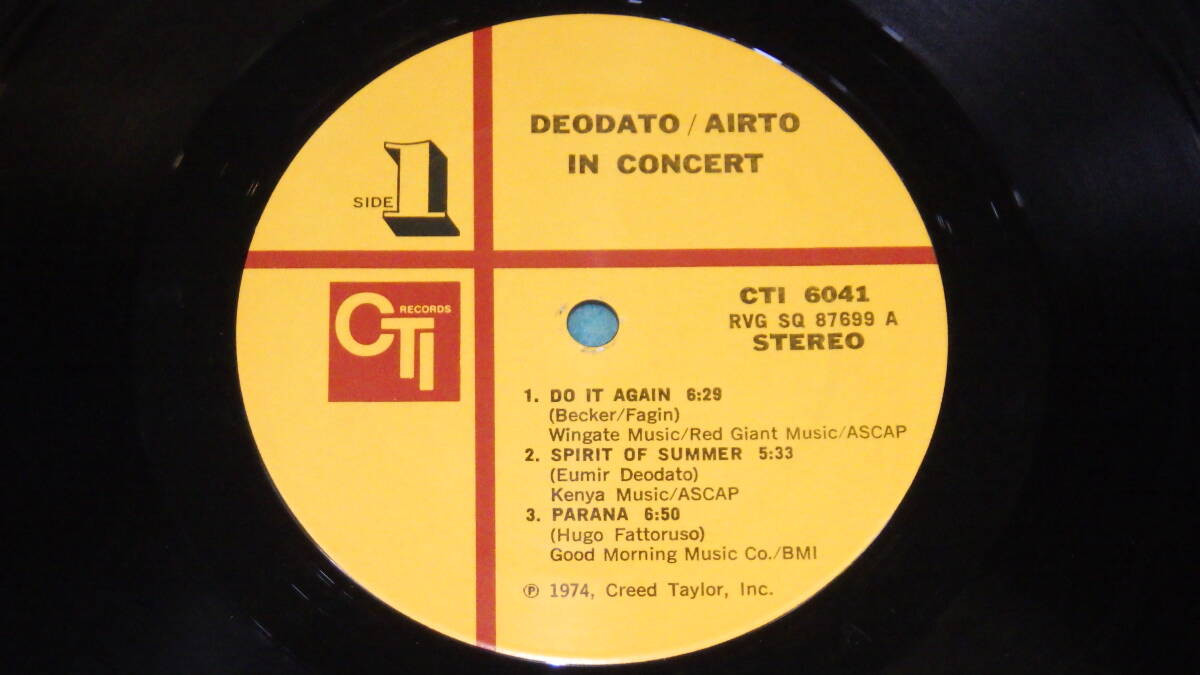 DEODATO / AIRTO
IN CONCERT
SIDE 1
CTI RECORDS
CTI 6041
RVG SQ 87699 A
STEREO
1. DO IT AGAIN 6:29
(Becker/Fagin)
Wingate Music/Red Giant Music/ASCAP
2. SPIRIT OF SUMMER 5:33
(Eumir Deodato)
Kenya Music/ASCAP
3. PARANA 6:50
(Hugo Fattoruso)
Good Morning Music Co./BMI
℗ 1974, Creed Taylor, Inc.